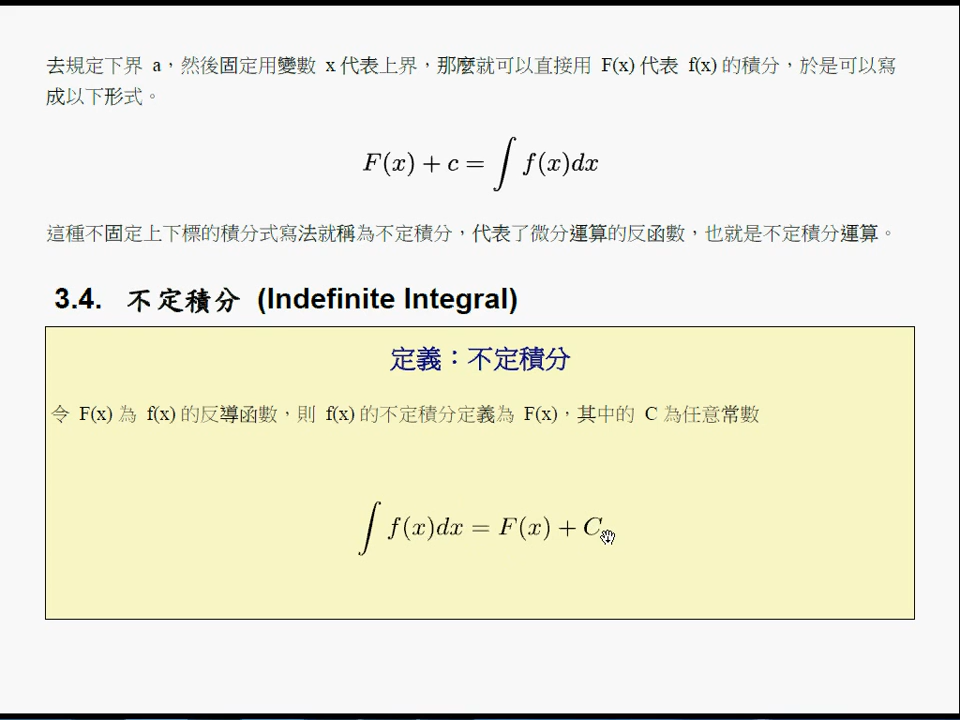 去規定下界 a，然後固定用變數 x 代表上界，那麼就可以直接用 F(x) 代表 f(x) 的積分，於是可以寫
成以下形式。
F(x) + c = ∫ f(x)dx
這種不固定上下標的積分式寫法就稱為不定積分，代表了微分運算的反函數，也就是不定積分運算。
3.4. 不定積分 (Indefinite Integral)
定義：不定積分
令 F(x) 為 f(x) 的反導函數，則 f(x) 的不定積分定義為 F(x)，其中的 C 為任意常數
∫ f(x)dx = F(x) + C